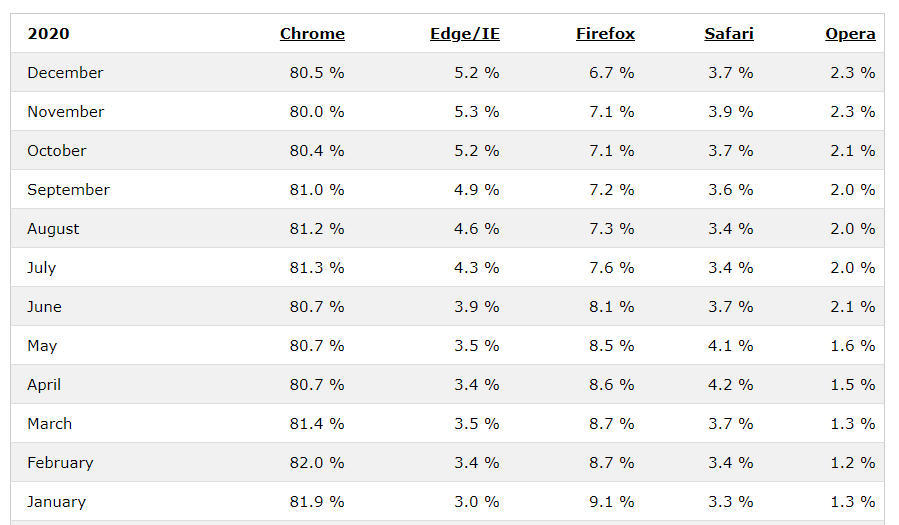 2020 Chrome Edge/IE Firefox Safari Opera
December 80.5 % 5.2 % 6.7 % 3.7 % 2.3 %
November 80.0 % 5.3 % 7.1 % 3.9 % 2.3 %
October 80.4 % 5.2 % 7.1 % 3.7 % 2.1 %
September 81.0 % 4.9 % 7.2 % 3.6 % 2.0 %
August 81.2 % 4.6 % 7.3 % 3.4 % 2.0 %
July 81.3 % 4.3 % 7.6 % 3.4 % 2.0 %
June 80.7 % 3.9 % 8.1 % 3.7 % 2.1 %
May 80.7 % 3.5 % 8.5 % 4.1 % 1.6 %
April 80.7 % 3.4 % 8.6 % 4.2 % 1.5 %
March 81.4 % 3.5 % 8.7 % 3.7 % 1.3 %
February 82.0 % 3.4 % 8.7 % 3.4 % 1.2 %
January 81.9 % 3.0 % 9.1 % 3.3 % 1.3 %